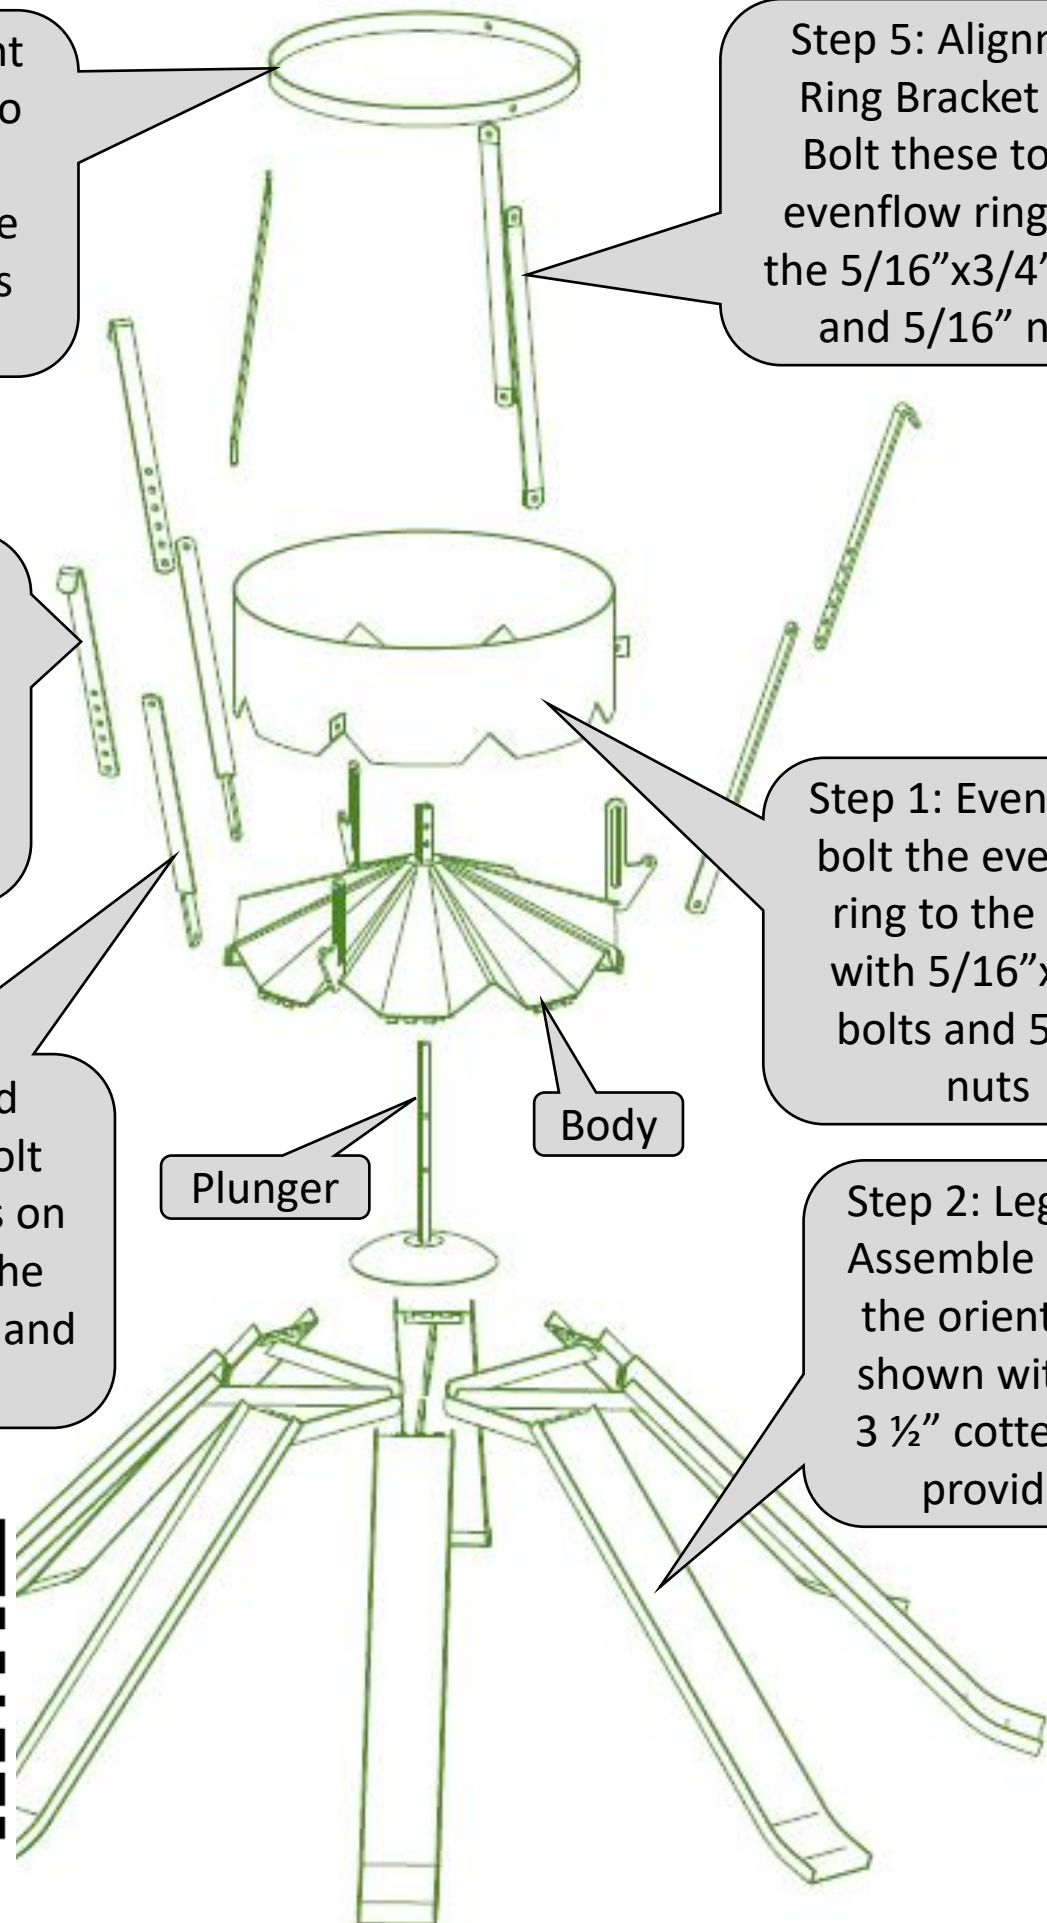 nt
o
e
s
Step 5: Alignm
Ring Bracket
Bolt these to
evenflow ring
the 5/16”x3/4”
and 5/16” n
Step 1: Even
bolt the eve
ring to the
with 5/16”x
bolts and 5
nuts
Body
Plunger
d
olt
s on
he
and
Step 2: Leg
Assemble
the orient
shown wit
3 ½” cotte
provid